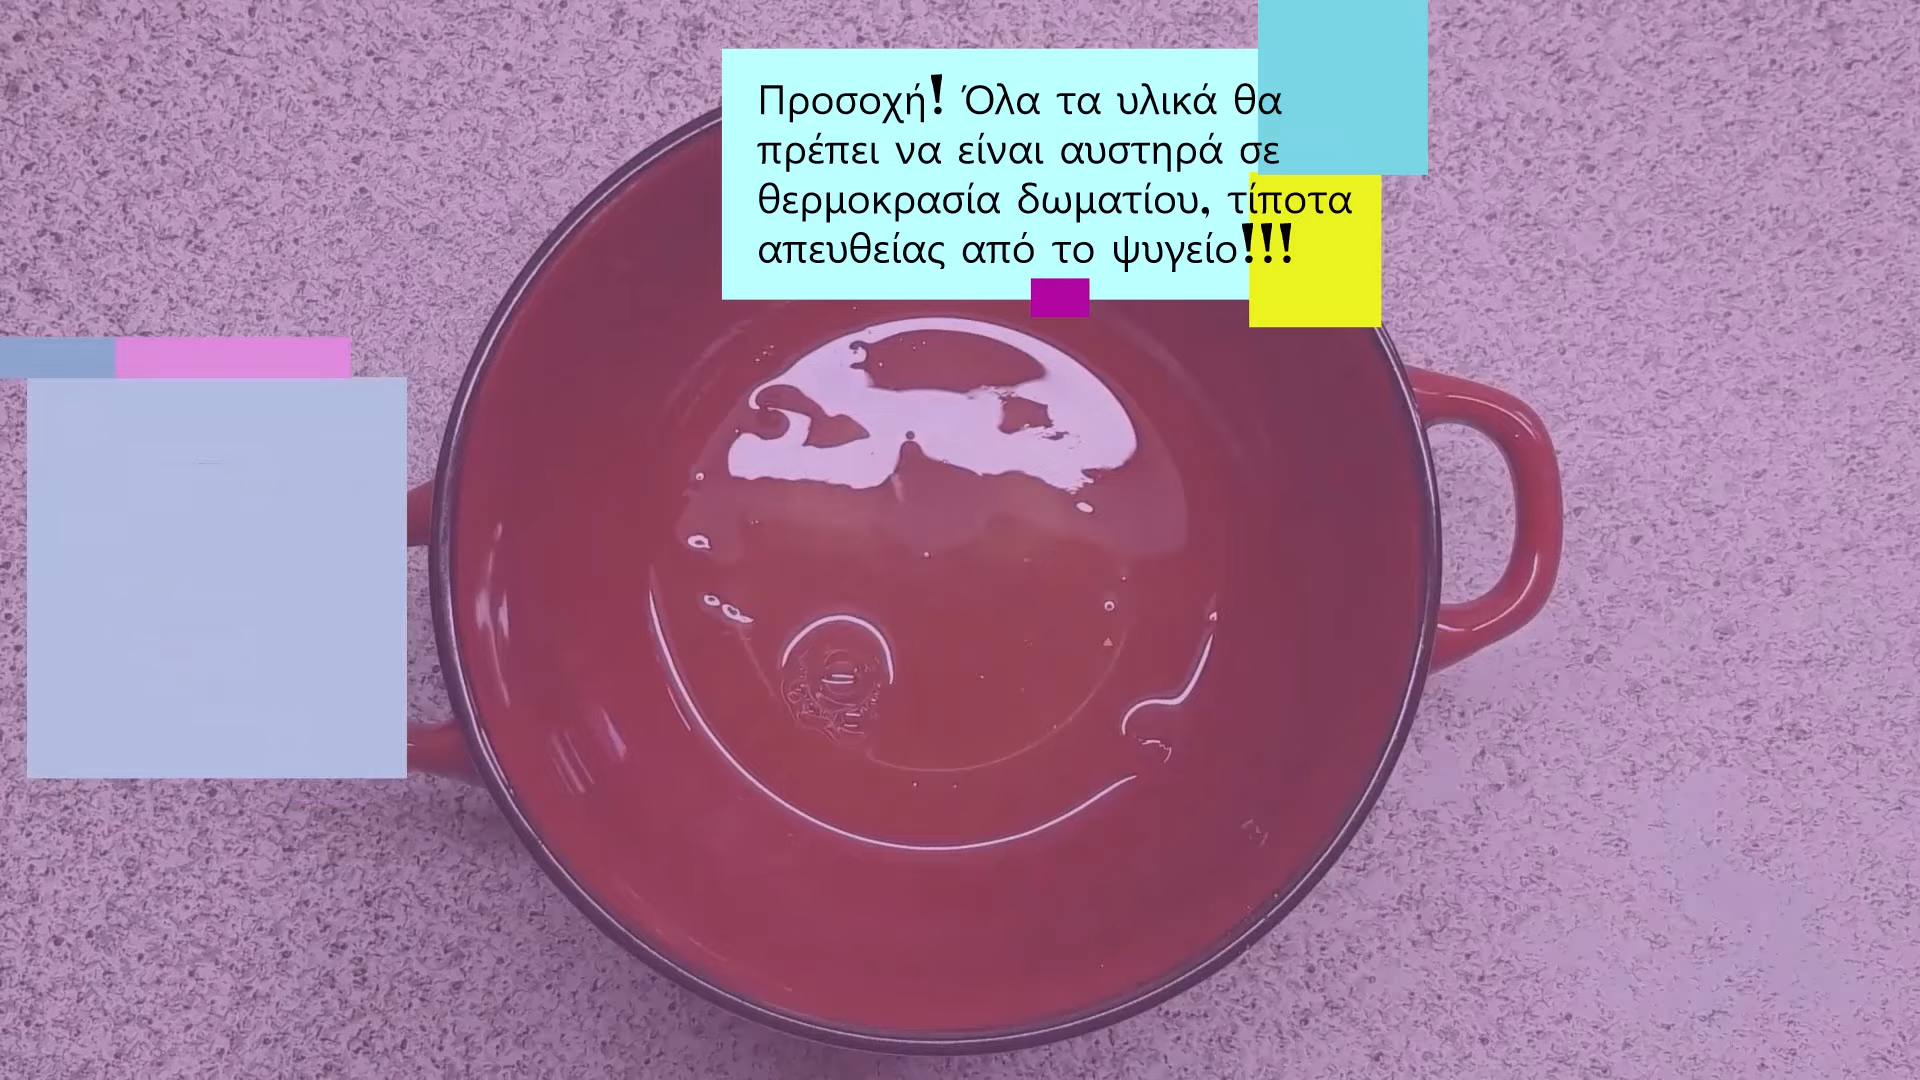 Προσοχή! Όλα τα υλικά θα
πρέπει να είναι αυστηρά σε
θερμοκρασία δωματίου, τίποτα
απευθείας από το ψυγείο!!!